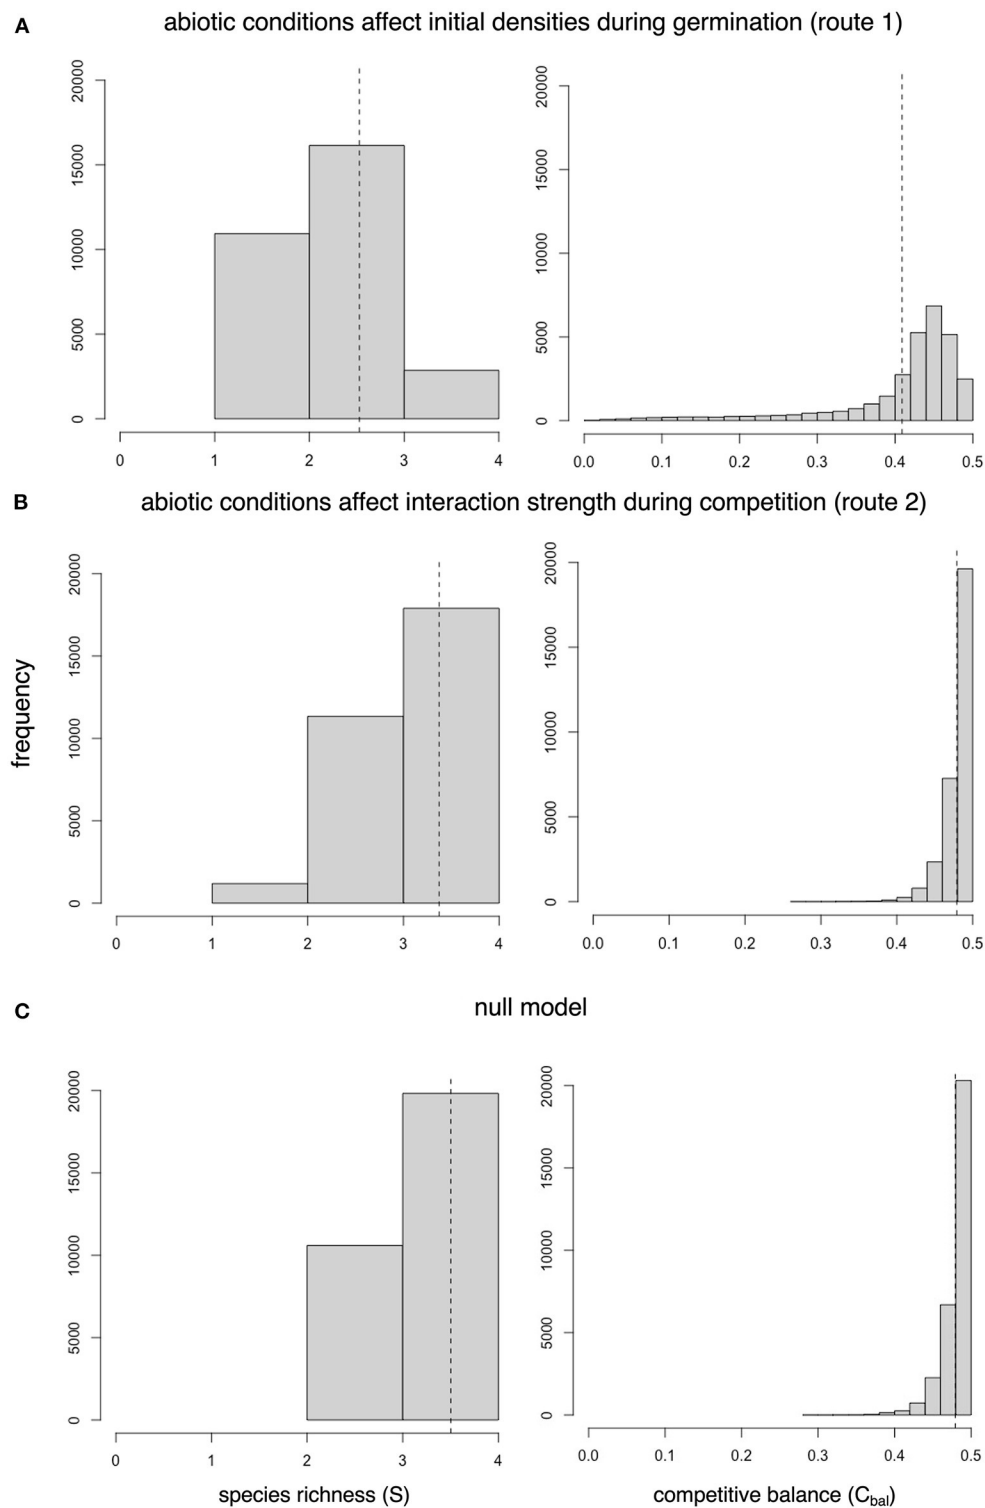 A abiotic conditions affect initial densities during germination (route 1)
20000
15000
10000
5000
0
0 1 2 3 4
20000
15000
10000
5000
0
0.0 0.1 0.2 0.3 0.4 0.5
B abiotic conditions affect interaction strength during competition (route 2)
frequency
20000
15000
10000
5000
0
0 1 2 3 4
20000
15000
10000
5000
0
0.0 0.1 0.2 0.3 0.4 0.5
C null model
20000
15000
10000
5000
0
0 1 2 3 4
species richness (S)
20000
15000
10000
5000
0
0.0 0.1 0.2 0.3 0.4 0.5
competitive balance (Cbal)